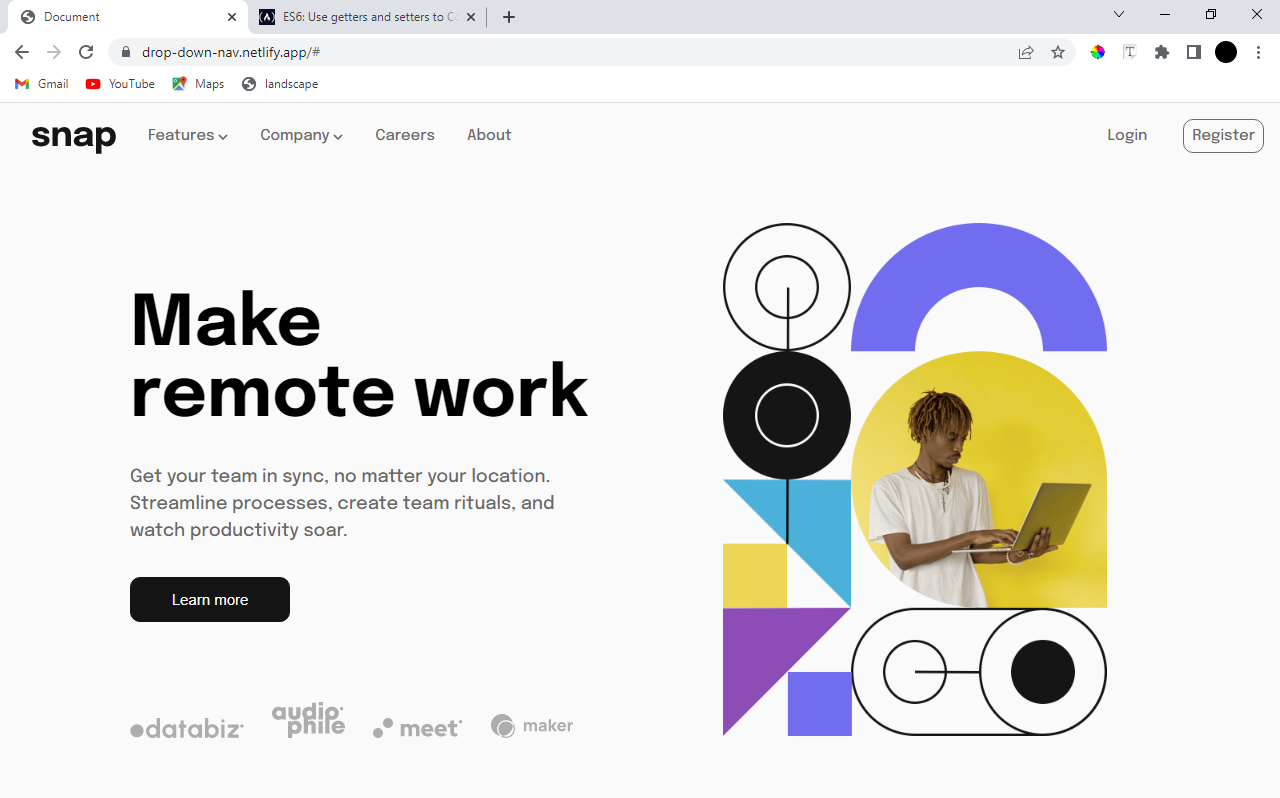 Document
ES6: Use getters and setters to Co
drop-down-nav.netlify.app/#
Gmail YouTube Maps landscape
snap Features Company Careers About Login Register
Make
remote work
Get your team in sync, no matter your location.
Streamline processes, create team rituals, and
watch productivity soar.
Learn more
databiz audiophile meet maker